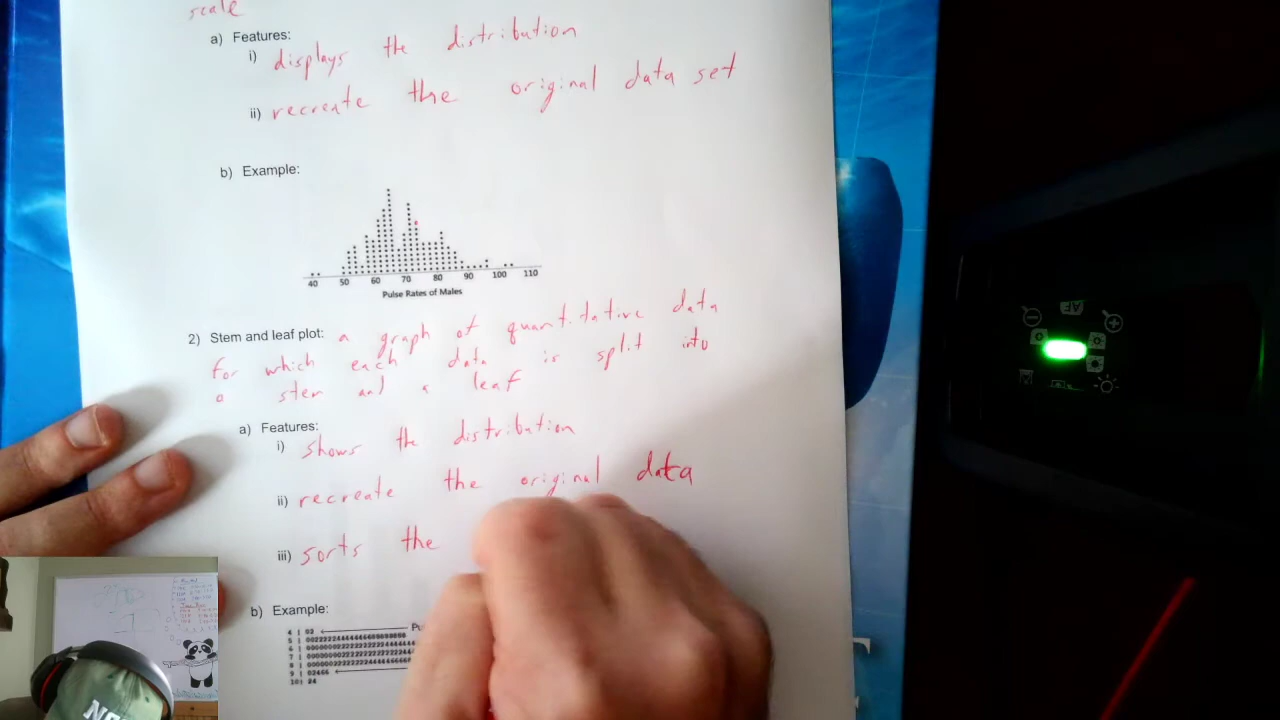 scale
a) Features:
i) displays the distribution
ii) recreate the original data set
b) Example:
40 50 60 70 80 90 100 110
Pulse Rates of Males
2) Stem and leaf plot: a graph of quantitative data
for which each data is split into
a stem and a leaf
a) Features:
i) shows the distribution
ii) recreate the original data
iii) sorts the
b) Example:
AF